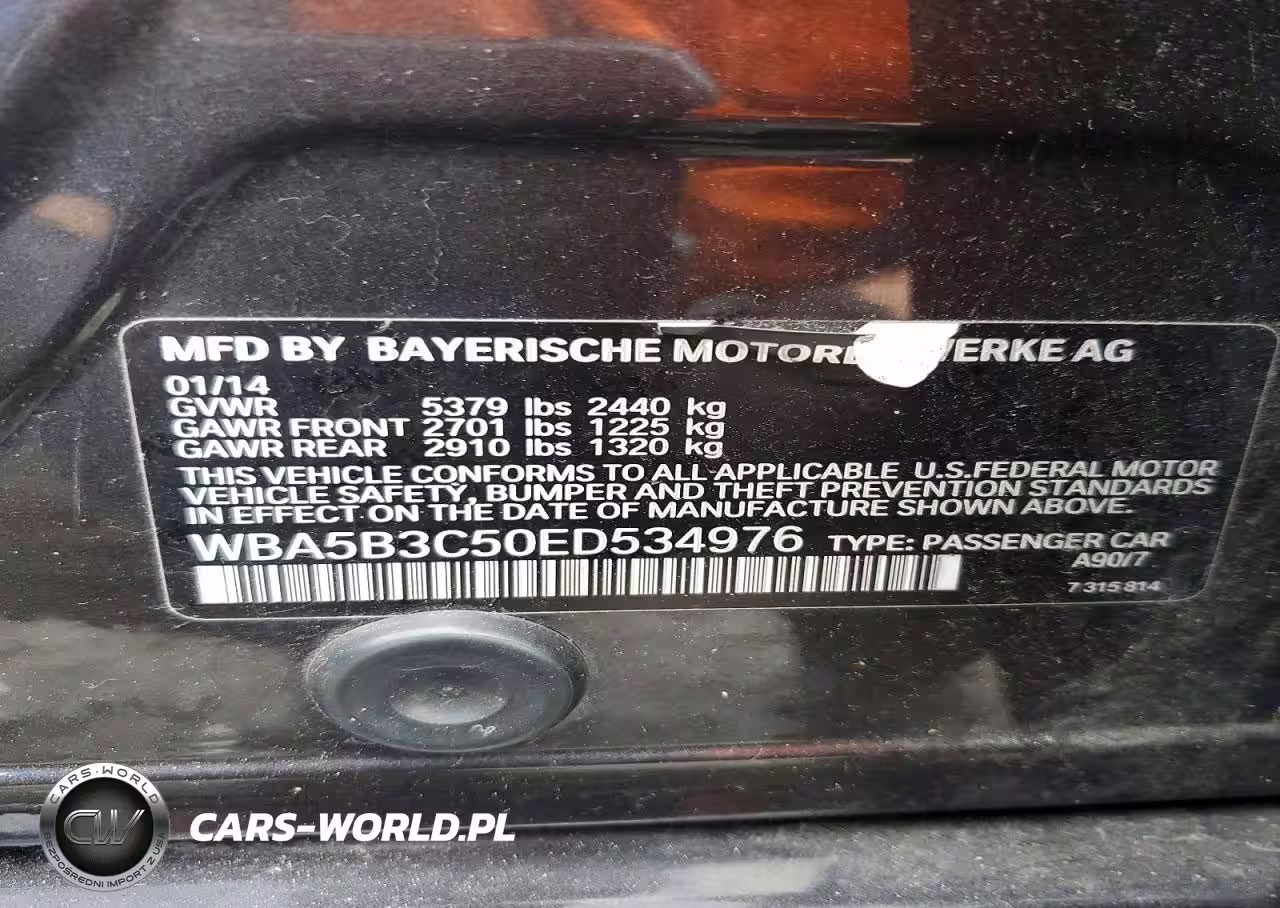 MFD BY BAYERISCHE MOTORE WERKE AG
01/14
GVWR 5379 lbs 2440 kg
GAWR FRONT 2701 lbs 1225 kg
GAWR REAR 2910 lbs 1320 kg
THIS VEHICLE CONFORMS TO ALL APPLICABLE U.S.FEDERAL MOTOR
VEHICLE SAFETY, BUMPER AND THEFT PREVENTION STANDARDS
IN EFFECT ON THE DATE OF MANUFACTURE SHOWN ABOVE.
WBA5B3C50ED534976 TYPE: PASSENGER CAR
A90/7
7 315 814
CARS-WORLD
CW
BEZPOŚREDNI IMPORT Z USA
CARS-WORLD.PL